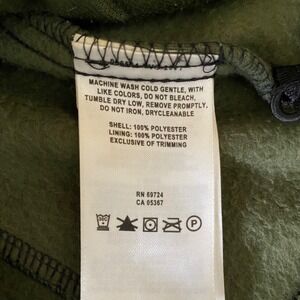 MACHINE WASH COLD GENTLE, WITH
LIKE COLORS, DO NOT BLEACH,
TUMBLE DRY LOW, REMOVE PROMPTLY,
DO NOT IRON, DRYCLEANABLE
SHELL: 100% POLYESTER
LINING: 100% POLYESTER
EXCLUSIVE OF TRIMMING
RN 69724
CA 05367
P